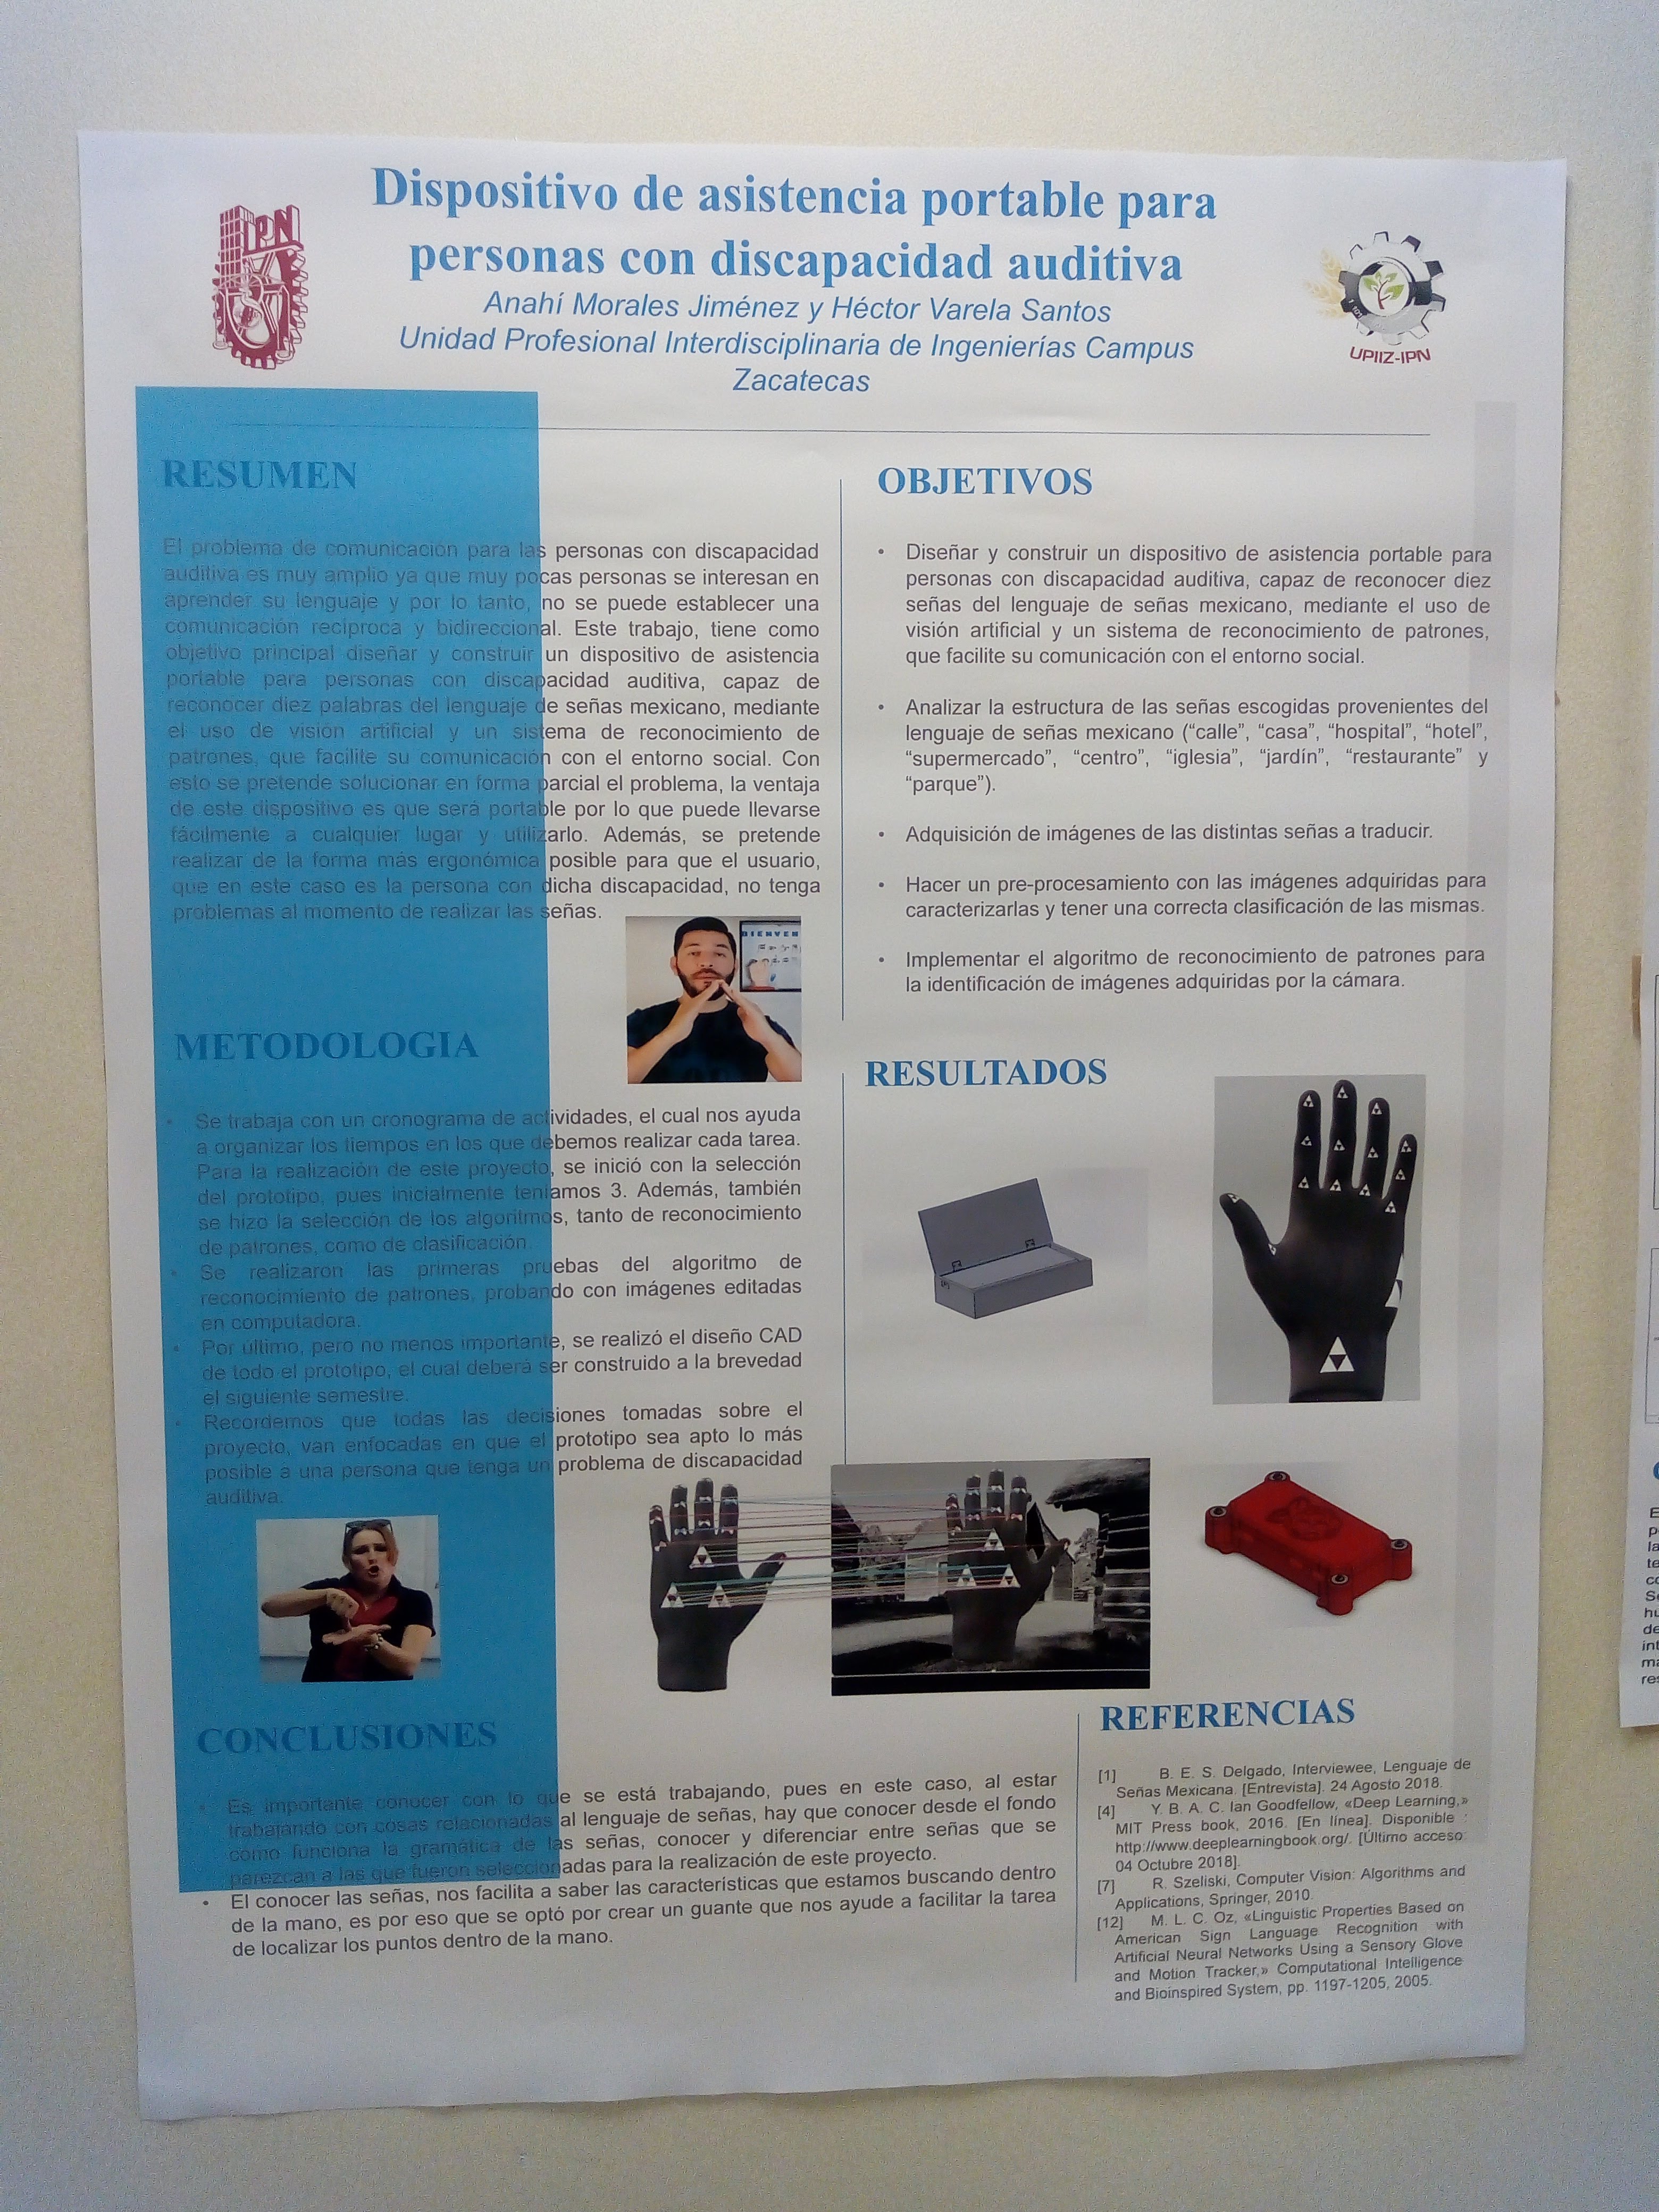 Dispositivo de asistencia portable para
personas con discapacidad auditiva
Anahí Morales Jiménez y Héctor Varela Santos
Unidad Profesional Interdisciplinaria de Ingenierías Campus
Zacatecas
IPN
UPIIZ-IPN
RESUMEN
El problema de comunicación para las personas con discapacidad
auditiva es muy amplio ya que muy pocas personas se interesan en
aprender su lenguaje y por lo tanto, no se puede establecer una
comunicación recíproca y bidireccional. Este trabajo, tiene como
objetivo principal diseñar y construir un dispositivo de asistencia
portable para personas con discapacidad auditiva, capaz de
reconocer diez palabras del lenguaje de señas mexicano, mediante
el uso de visión artificial y un sistema de reconocimiento de
patrones, que facilite su comunicación con el entorno social. Con
esto se pretende solucionar en forma parcial el problema, la ventaja
de este dispositivo es que será portable por lo que puede llevarse
fácilmente a cualquier lugar y utilizarlo. Además, se pretende
realizar de la forma más ergonómica posible para que el usuario,
que en este caso es la persona con dicha discapacidad, no tenga
problemas al momento de realizar las señas.
BIENVEN
METODOLOGIA
• Se trabaja con un cronograma de actividades, el cual nos ayuda
a organizar los tiempos en los que debemos realizar cada tarea.
Para la realización de este proyecto, se inició con la selección
del prototipo, pues inicialmente teníamos 3. Además, también
se hizo la selección de los algoritmos, tanto de reconocimiento
de patrones, como de clasificación.
• Se realizaron las primeras pruebas del algoritmo de
reconocimiento de patrones, probando con imágenes editadas
en computadora.
• Por último, pero no menos importante, se realizó el diseño CAD
de todo el prototipo, el cual deberá ser construido a la brevedad
el siguiente semestre.
• Recordemos que todas las decisiones tomadas sobre el
proyecto, van enfocadas en que el prototipo sea apto lo más
posible a una persona que tenga un problema de discapacidad
auditiva.
OBJETIVOS
• Diseñar y construir un dispositivo de asistencia portable para
personas con discapacidad auditiva, capaz de reconocer diez
señas del lenguaje de señas mexicano, mediante el uso de
visión artificial y un sistema de reconocimiento de patrones,
que facilite su comunicación con el entorno social.
• Analizar la estructura de las señas escogidas provenientes del
lenguaje de señas mexicano (“calle”, “casa”, “hospital”, “hotel”,
“supermercado”, “centro”, “iglesia”, “jardín”, “restaurante” y
“parque”).
• Adquisición de imágenes de las distintas señas a traducir.
• Hacer un pre-procesamiento con las imágenes adquiridas para
caracterizarlas y tener una correcta clasificación de las mismas.
• Implementar el algoritmo de reconocimiento de patrones para
la identificación de imágenes adquiridas por la cámara.
RESULTADOS
CONCLUSIONES
• Es importante conocer con lo que se está trabajando, pues en este caso, al estar
trabajando con cosas relacionadas al lenguaje de señas, hay que conocer desde el fondo
como funciona la gramática de las señas, conocer y diferenciar entre señas que se
parezcan a las que fueron seleccionadas para la realización de este proyecto.
• El conocer las señas, nos facilita a saber las características que estamos buscando dentro
de la mano, es por eso que se optó por crear un guante que nos ayude a facilitar la tarea
de localizar los puntos dentro de la mano.
REFERENCIAS
[1] B. E. S. Delgado, Interviewee, Lenguaje de
Señas Mexicana. [Entrevista]. 24 Agosto 2018.
[4] Y. B. A. C. Ian Goodfellow, «Deep Learning,»
MIT Press book, 2016. [En línea]. Disponible :
http://www.deeplearningbook.org/. [Último acceso:
04 Octubre 2018].
[7] R. Szeliski, Computer Vision: Algorithms and
Applications, Springer, 2010.
[12] M. L. C. Oz, «Linguistic Properties Based on
American Sign Language Recognition with
Artificial Neural Networks Using a Sensory Glove
and Motion Tracker,» Computational Intelligence
and Bioinspired System, pp. 1197-1205, 2005.